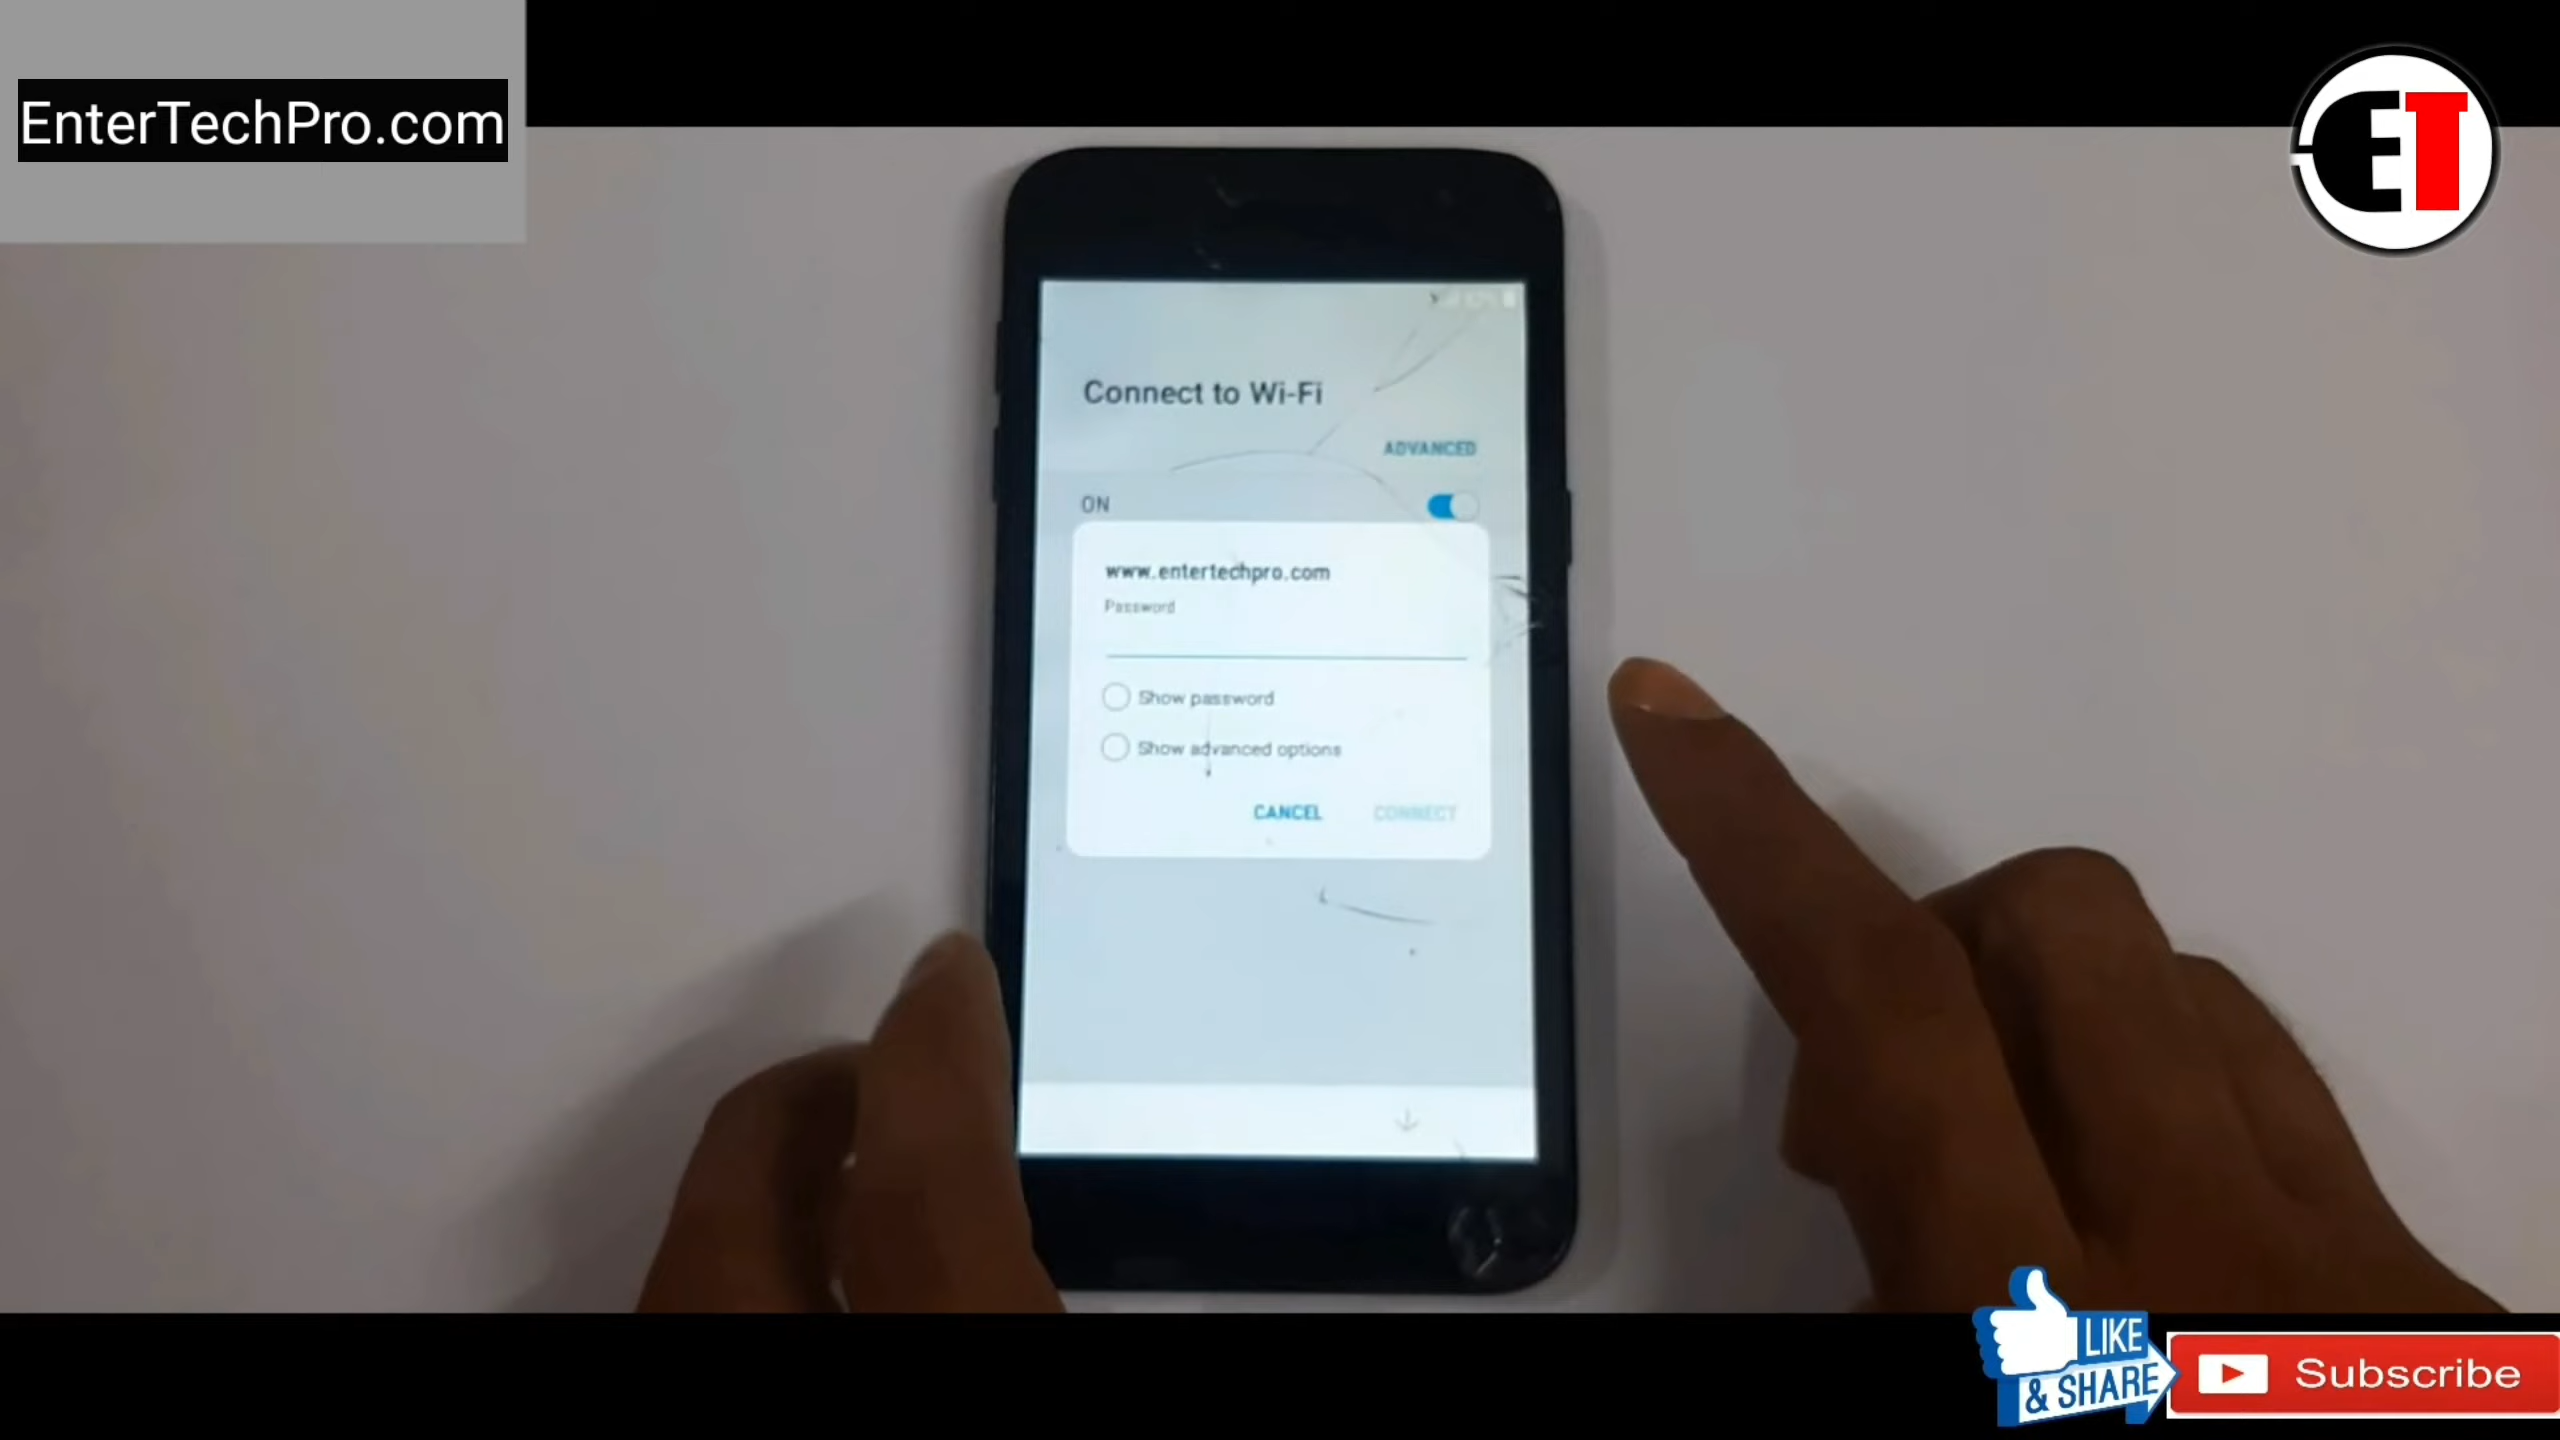 EnterTechPro.com
ET
Connect to Wi-Fi
ADVANCED
ON
www.entertechpro.com
Password
Show password
Show advanced options
CANCEL CONNECT
LIKE
& SHARE
Subscribe